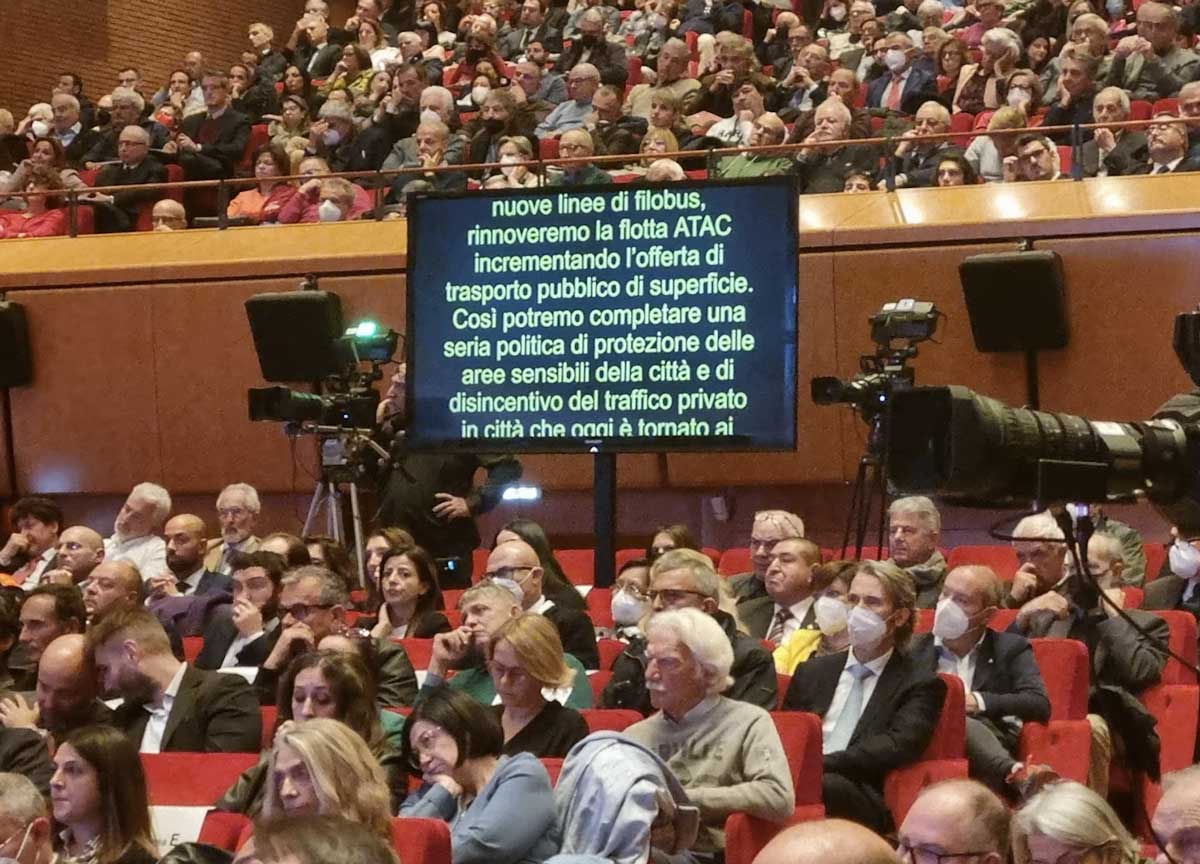 nuove linee di filobus,
rinnoveremo la flotta ATAC
incrementando l'offerta di
trasporto pubblico di superficie.
Così potremo completare una
seria politica di protezione delle
aree sensibili della città e di
disincentivo del traffico privato
in città che oggi è tornato ai